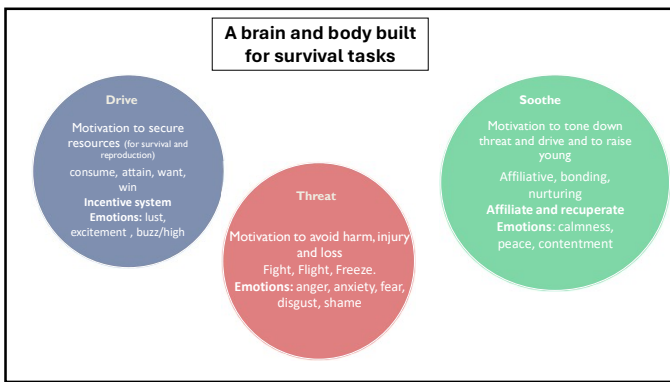 A brain and body built
for survival tasks
Drive
Motivation to secure
resources (for survival and
reproduction)
consume, attain, want,
win
Incentive system
Emotions: lust,
excitement , buzz/high
Threat
Motivation to avoid harm, injury
and loss
Fight, Flight, Freeze.
Emotions: anger, anxiety, fear,
disgust, shame
Soothe
Motivation to tone down
threat and drive and to raise
young
Affiliative, bonding,
nurturing
Affiliate and recuperate
Emotions: calmness,
peace, contentment